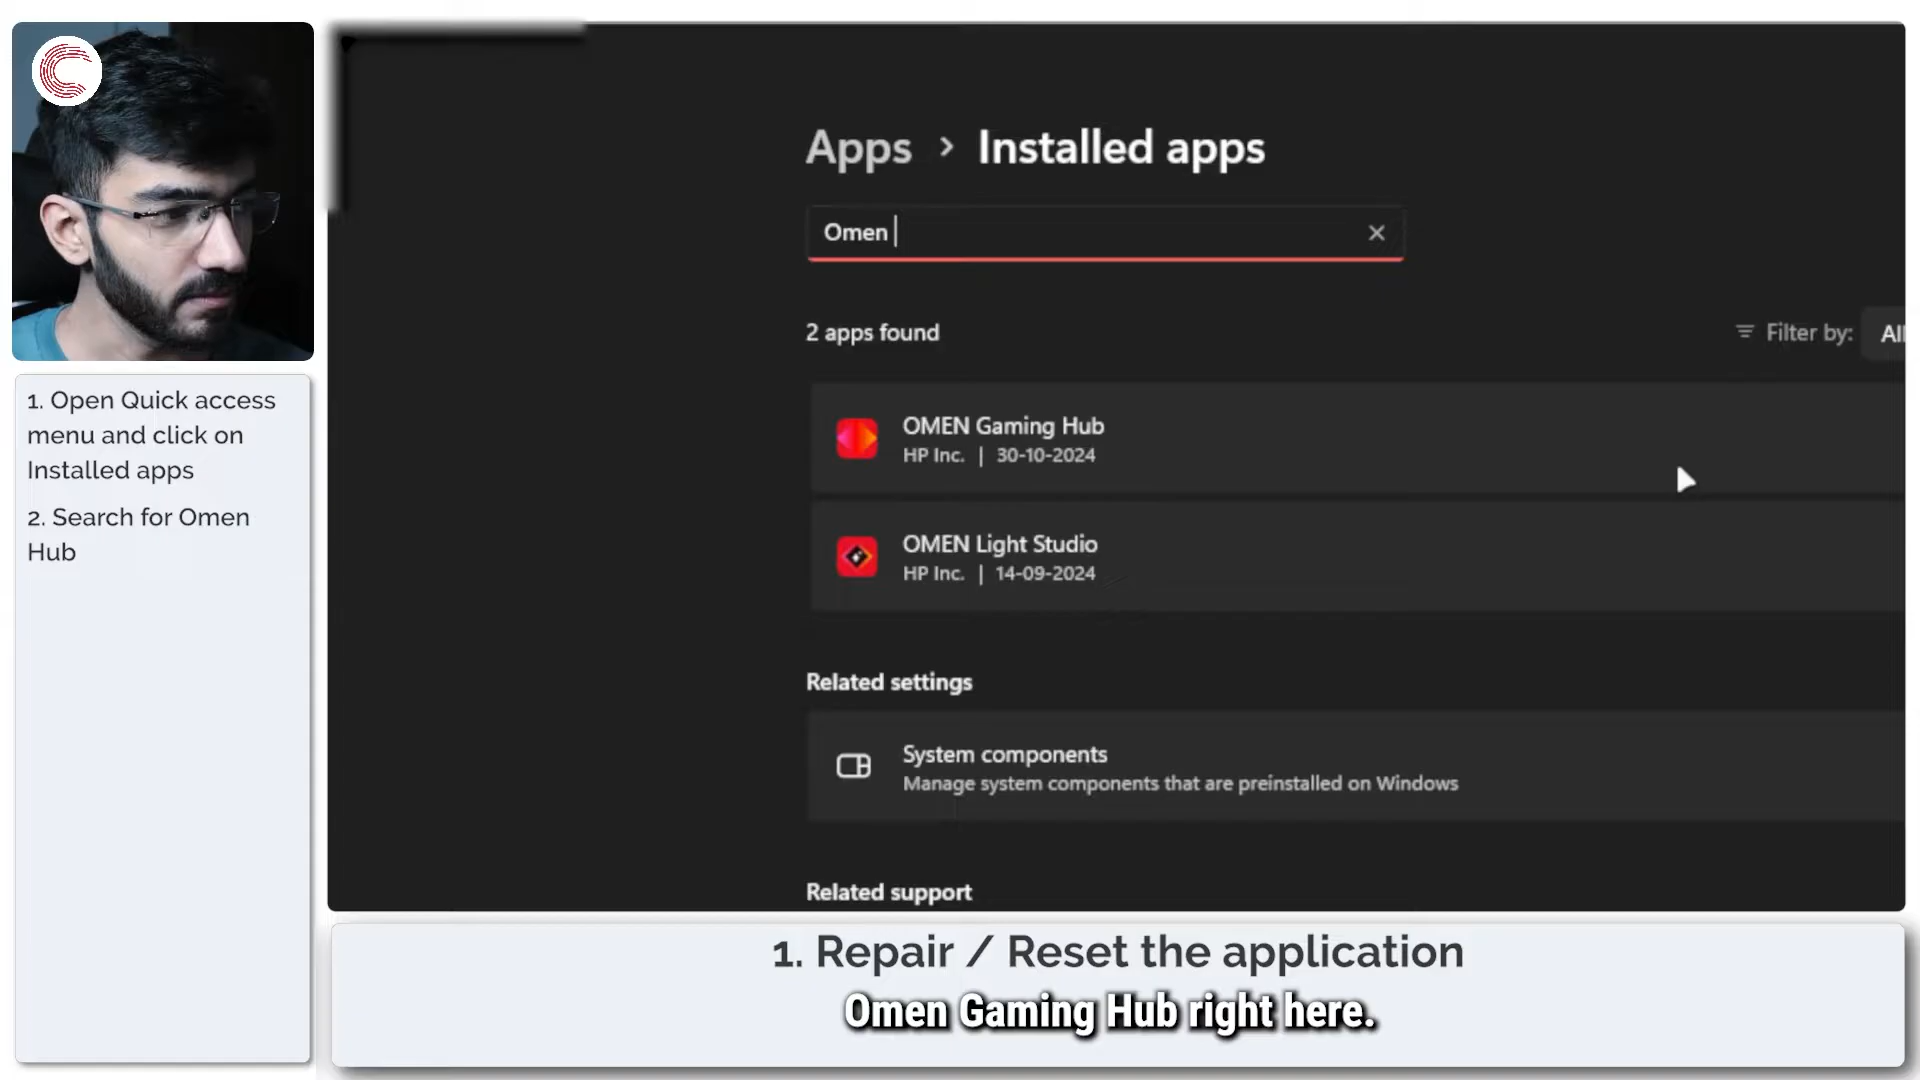 1. Open Quick access
menu and click on
Installed apps
2. Search for Omen
Hub
Apps > Installed apps
Omen
2 apps found
Filter by:
All
OMEN Gaming Hub
HP Inc. | 30-10-2024
OMEN Light Studio
HP Inc. | 14-09-2024
Related settings
System components
Manage system components that are preinstalled on Windows
Related support
1. Repair / Reset the application
Omen Gaming Hub right here.